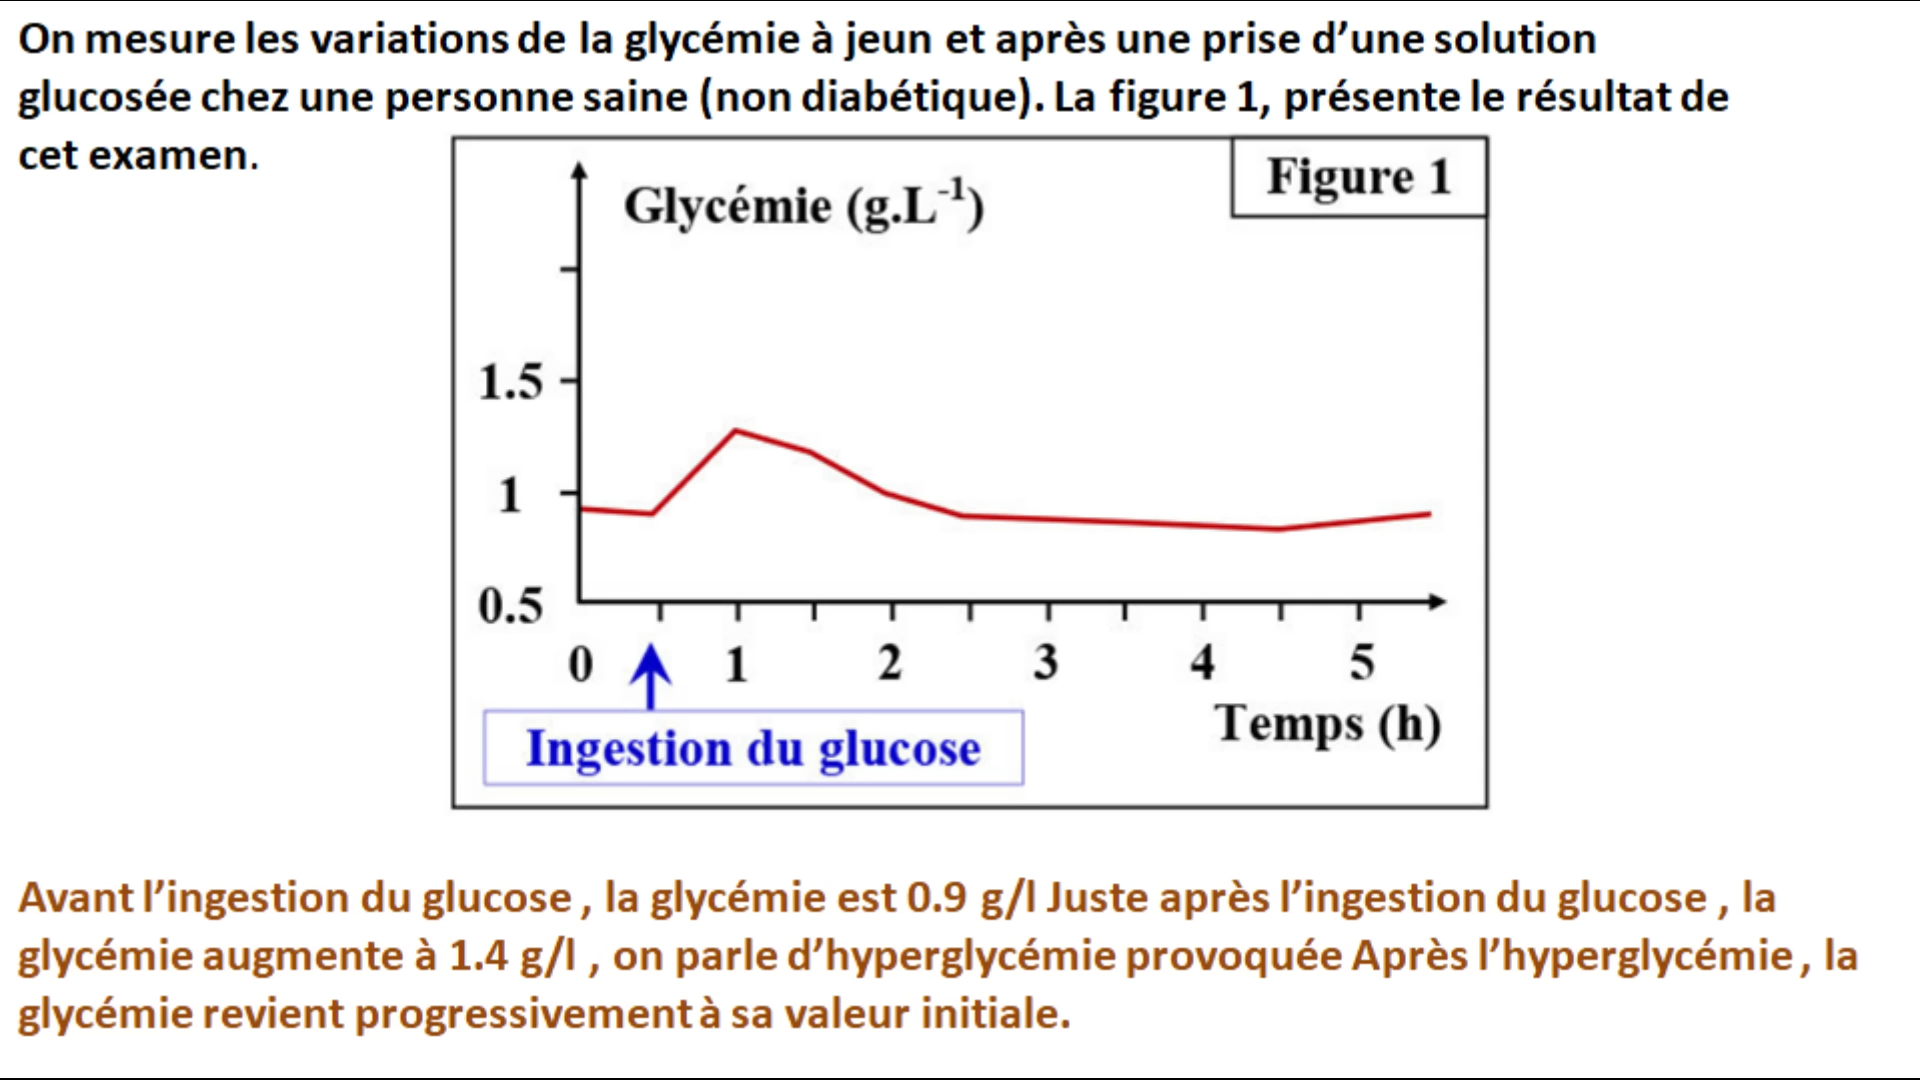 On mesure les variations de la glycémie à jeun et après une prise d’une solution
glucosée chez une personne saine (non diabétique). La figure 1, présente le résultat de
cet examen.
Figure 1
Glycémie (g.L⁻¹)
1.5
1
0.5
0 1 2 3 4 5
Temps (h)
Ingestion du glucose
Avant l’ingestion du glucose , la glycémie est 0.9 g/l Juste après l’ingestion du glucose , la
glycémie augmente à 1.4 g/l , on parle d’hyperglycémie provoquée Après l’hyperglycémie , la
glycémie revient progressivement à sa valeur initiale.